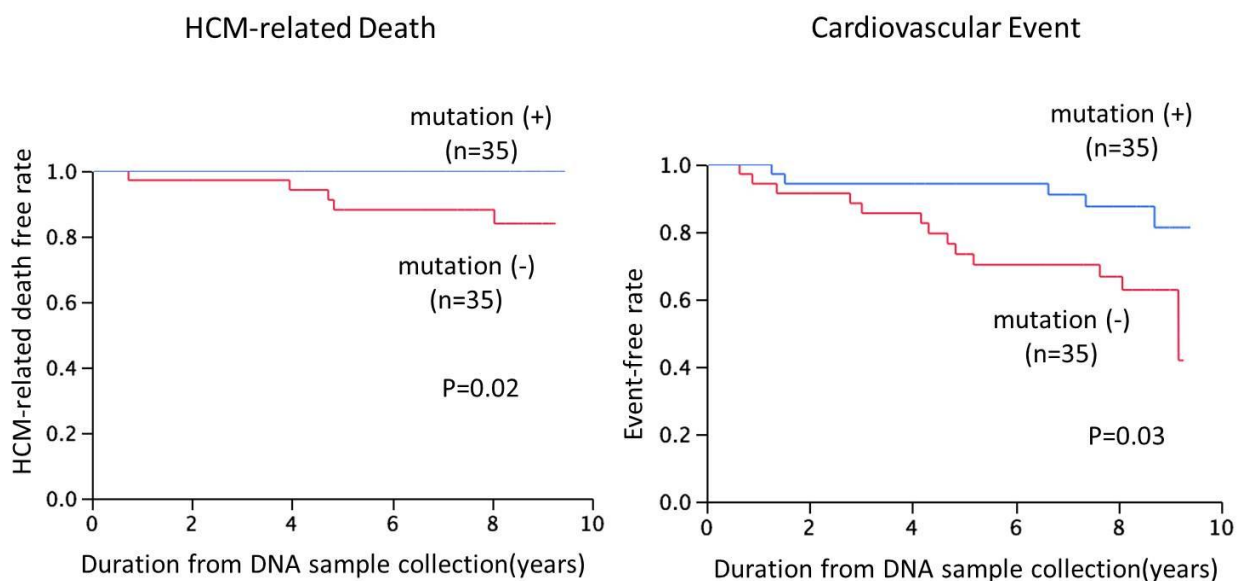 HCM-related Death
mutation (+)
(n=35)
HCM-related death free rate
1.0
0.8
0.6
0.4
0.2
0.0
mutation (-)
(n=35)
P=0.02
0 2 4 6 8 10
Duration from DNA sample collection(years)
Cardiovascular Event
mutation (+)
(n=35)
Event-free rate
1.0
0.8
0.6
0.4
0.2
0.0
mutation (-)
(n=35)
P=0.03
0 2 4 6 8 10
Duration from DNA sample collection(years)